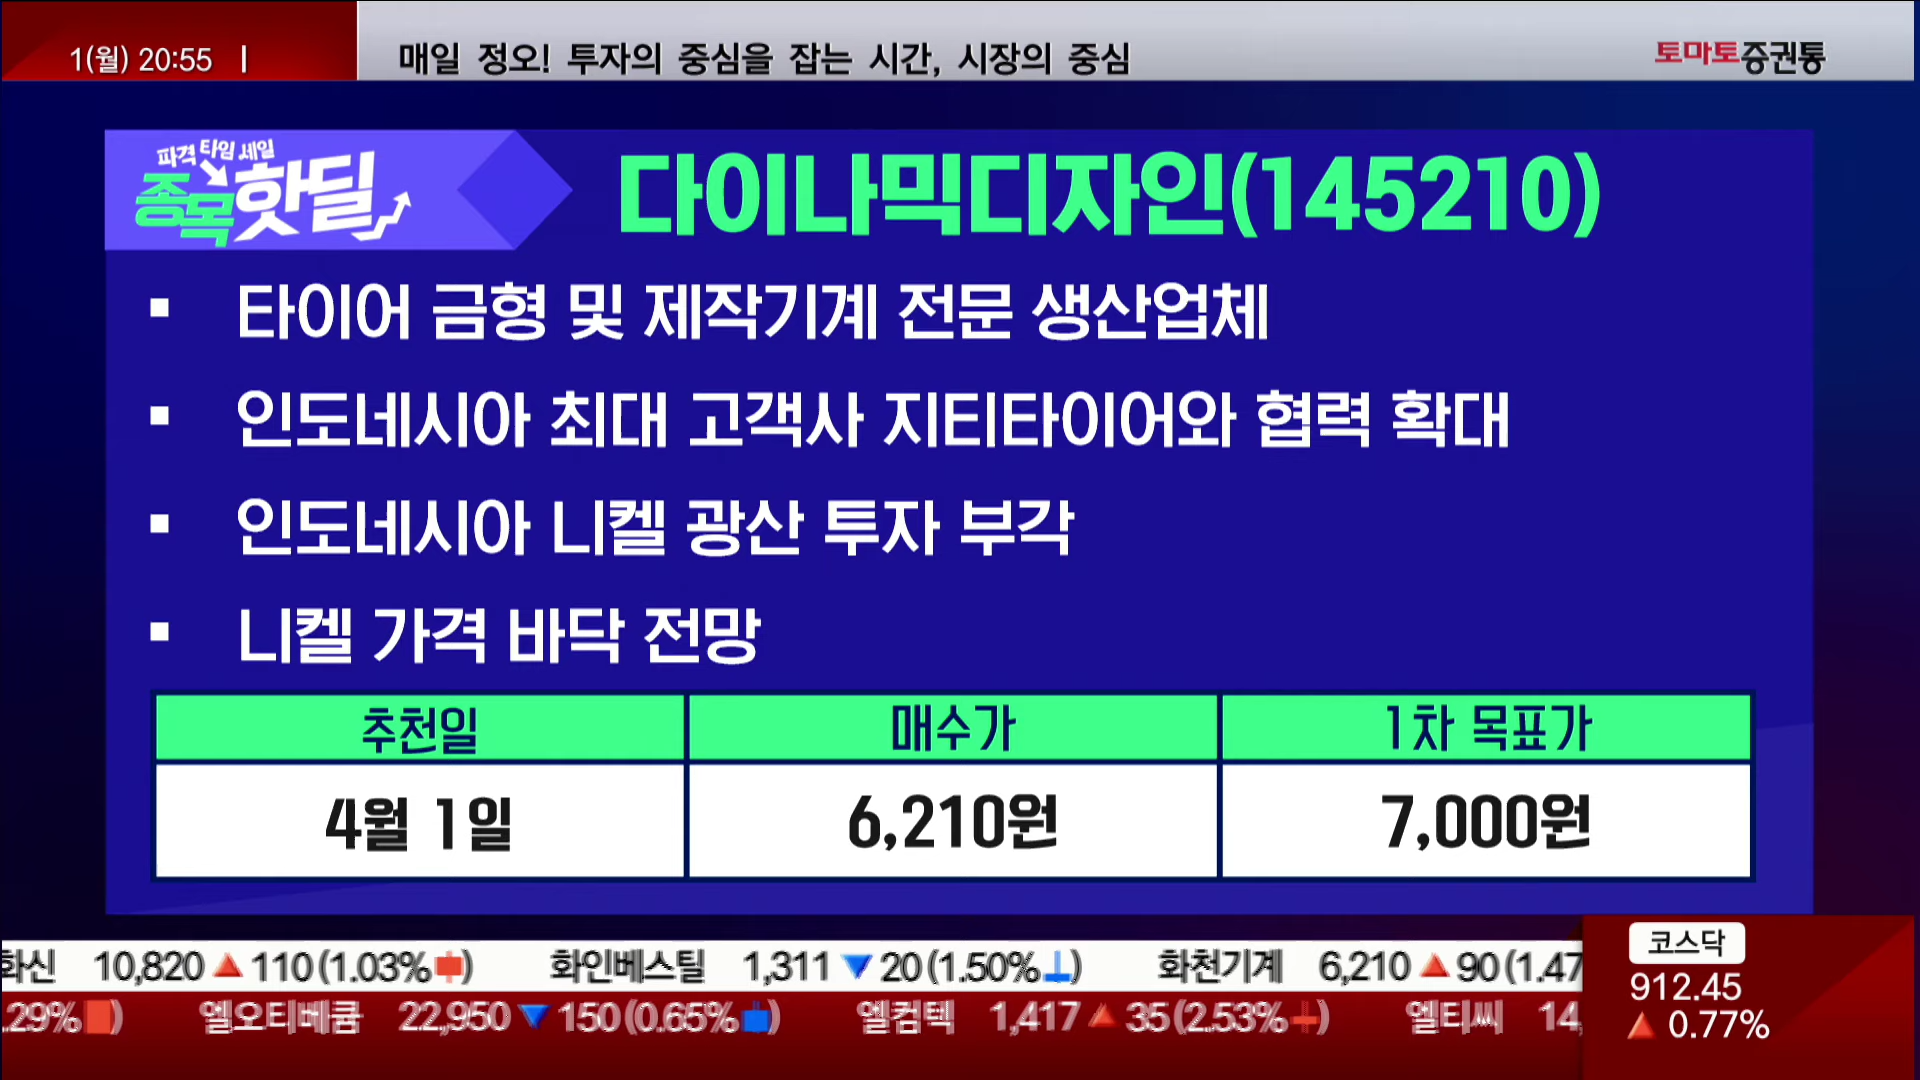 1(월) 20:55
매일 정오! 투자의 중심을 잡는 시간, 시장의 중심
토마토증권통
파격 타임 세일
종목핫딜
다이나믹디자인(145210)
▪ 타이어 금형 및 제작기계 전문 생산업체
▪ 인도네시아 최대 고객사 지티타이어와 협력 확대
▪ 인도네시아 니켈 광산 투자 부각
▪ 니켈 가격 바닥 전망
추천일 매수가 1차 목표가
4월 1일 6,210원 7,000원
화신 10,820 ▲ 110 (1.03%) 화인베스틸 1,311 ▼ 20 (1.50%) 화천기계 6,210 ▲ 90 (1.47
.29%) 엘오티베큠 22,950 ▼ 150 (0.65%) 엘컴텍 1,417 ▲ 35 (2.53%) 엘티씨 14,
코스닥
912.45
▲ 0.77%